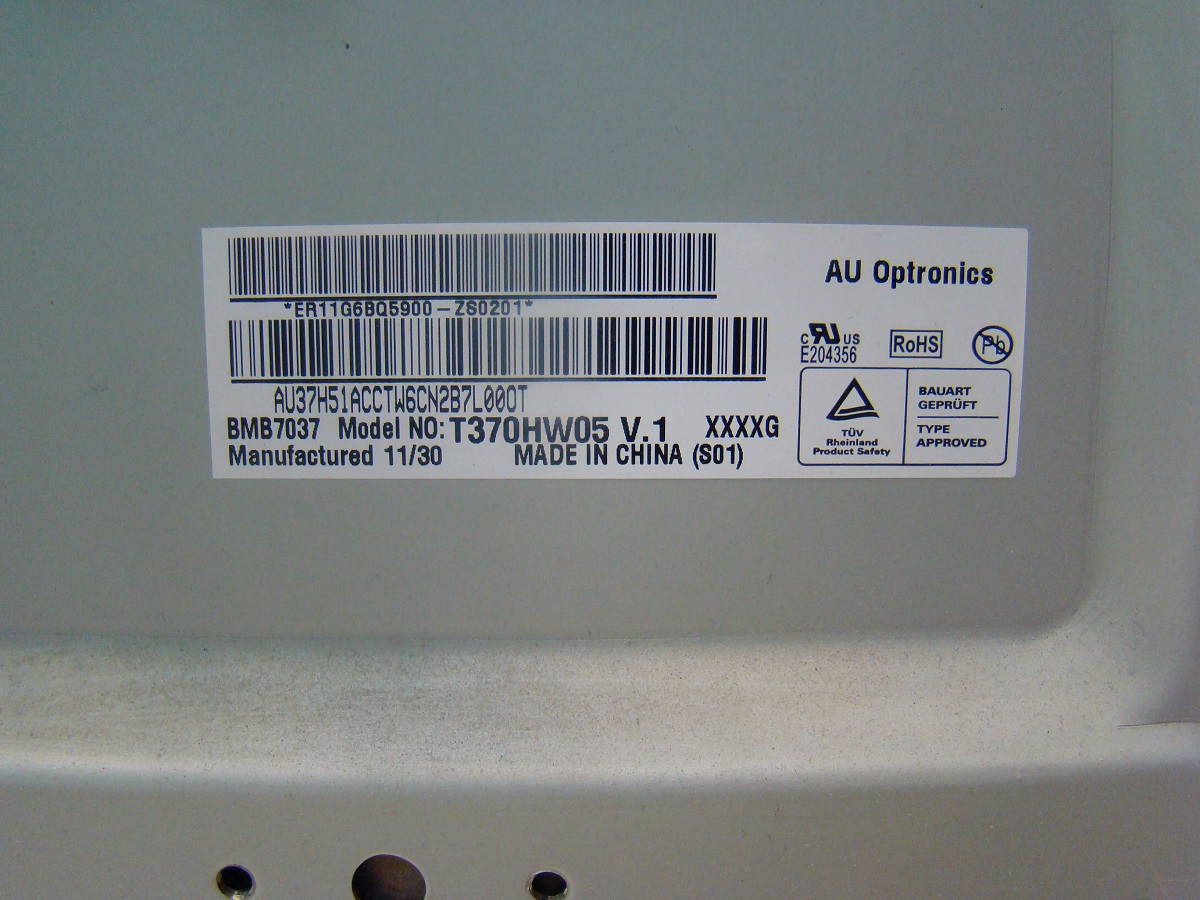 *ER11G6BQ5900-ZS0201*
AU37H51ACCTW6CN2B7L000T
BMB7037 Model NO: T370HW05 V.1 XXXXG
Manufactured 11/30 MADE IN CHINA (S01)
AU Optronics
C RU US
E204356
RoHS
Pb
TÜV
Rheinland
Product Safety
BAUART
GEPRÜFT
TYPE
APPROVED